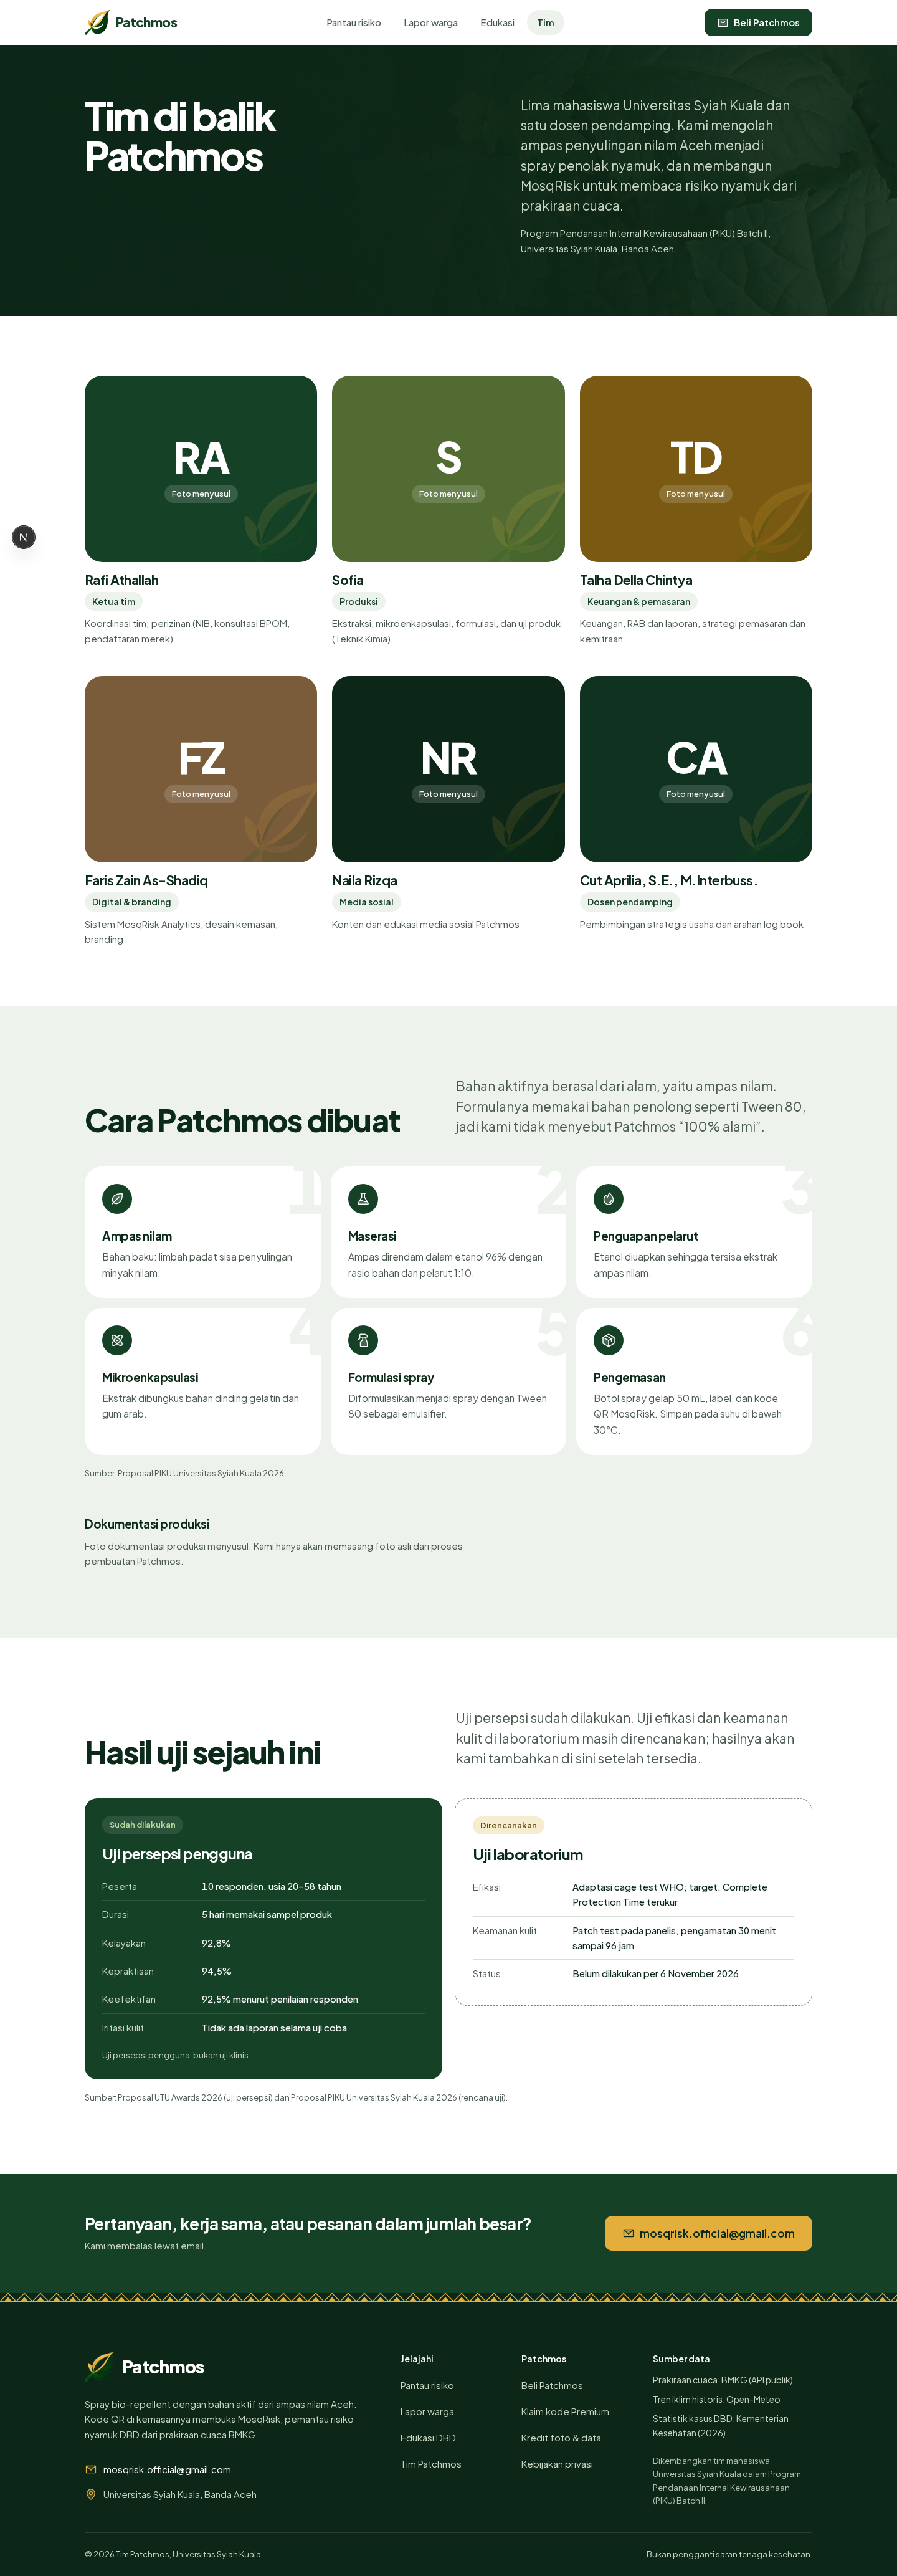 Patchmos
Pantau risiko
Lapor warga
Edukasi
Tim
Beli Patchmos
Tim di balik
Patchmos
Lima mahasiswa Universitas Syiah Kuala dan
satu dosen pendamping. Kami mengolah
ampas penyulingan nilam Aceh menjadi
spray penolak nyamuk, dan membangun
MosqRisk untuk membaca risiko nyamuk dari
prakiraan cuaca.
Program Pendanaan Internal Kewirausahaan (PIKU) Batch II,
Universitas Syiah Kuala, Banda Aceh.
N
RA
Foto menyusul
Rafi Athallah
Ketua tim
Koordinasi tim; perizinan (NIB, konsultasi BPOM,
pendaftaran merek)
S
Foto menyusul
Sofia
Produksi
Ekstraksi, mikroenkapsulasi, formulasi, dan uji produk
(Teknik Kimia)
TD
Foto menyusul
Talha Della Chintya
Keuangan & pemasaran
Keuangan, RAB dan laporan, strategi pemasaran dan
kemitraan
FZ
Foto menyusul
Faris Zain As-Shadiq
Digital & branding
Sistem MosqRisk Analytics, desain kemasan,
branding
NR
Foto menyusul
Naila Rizqa
Media sosial
Konten dan edukasi media sosial Patchmos
CA
Foto menyusul
Cut Aprilia, S.E., M.Interbuss.
Dosen pendamping
Pembimbingan strategis usaha dan arahan log book
Cara Patchmos dibuat
Bahan aktifnya berasal dari alam, yaitu ampas nilam.
Formulanya memakai bahan penolong seperti Tween 80,
jadi kami tidak menyebut Patchmos “100% alami”.
1
Ampas nilam
Bahan baku: limbah padat sisa penyulingan
minyak nilam.
2
Maserasi
Ampas direndam dalam etanol 96% dengan
rasio bahan dan pelarut 1:10.
3
Penguapan pelarut
Etanol diuapkan sehingga tersisa ekstrak
ampas nilam.
4
Mikroenkapsulasi
Ekstrak dibungkus bahan dinding gelatin dan
gum arab.
5
Formulasi spray
Diformulasikan menjadi spray dengan Tween
80 sebagai emulsifier.
6
Pengemasan
Botol spray gelap 50 mL, label, dan kode
QR MosqRisk. Simpan pada suhu di bawah
30°C.
Sumber: Proposal PIKU Universitas Syiah Kuala 2026.
Dokumentasi produksi
Foto dokumentasi produksi menyusul. Kami hanya akan memasang foto asli dari proses
pembuatan Patchmos.
Hasil uji sejauh ini
Uji persepsi sudah dilakukan. Uji efikasi dan keamanan
kulit di laboratorium masih direncanakan; hasilnya akan
kami tambahkan di sini setelah tersedia.
Sudah dilakukan
Uji persepsi pengguna
Peserta 10 responden, usia 20–58 tahun
Durasi 5 hari memakai sampel produk
Kelayakan 92,8%
Kepraktisan 94,5%
Keefektifan 92,5% menurut penilaian responden
Iritasi kulit Tidak ada laporan selama uji coba
Uji persepsi pengguna, bukan uji klinis.
Direncanakan
Uji laboratorium
Efikasi Adaptasi cage test WHO; target: Complete
Protection Time terukur
Keamanan kulit Patch test pada panelis, pengamatan 30 menit
sampai 96 jam
Status Belum dilakukan per 6 November 2026
Sumber: Proposal UTU Awards 2026 (uji persepsi) dan Proposal PIKU Universitas Syiah Kuala 2026 (rencana uji).
Pertanyaan, kerja sama, atau pesanan dalam jumlah besar?
Kami membalas lewat email.
mosqrisk.official@gmail.com
Patchmos
Spray bio-repellent dengan bahan aktif dari ampas nilam Aceh.
Kode QR di kemasannya membuka MosqRisk, pemantau risiko
nyamuk DBD dari prakiraan cuaca BMKG.
mosqrisk.official@gmail.com
Universitas Syiah Kuala, Banda Aceh
Jelajahi
Pantau risiko
Lapor warga
Edukasi DBD
Tim Patchmos
Patchmos
Beli Patchmos
Klaim kode Premium
Kredit foto & data
Kebijakan privasi
Sumber data
Prakiraan cuaca: BMKG (API publik)
Tren iklim historis: Open-Meteo
Statistik kasus DBD: Kementerian
Kesehatan (2026)
Dikembangkan tim mahasiswa
Universitas Syiah Kuala dalam Program
Pendanaan Internal Kewirausahaan
(PIKU) Batch II.
© 2026 Tim Patchmos, Universitas Syiah Kuala.
Bukan pengganti saran tenaga kesehatan.